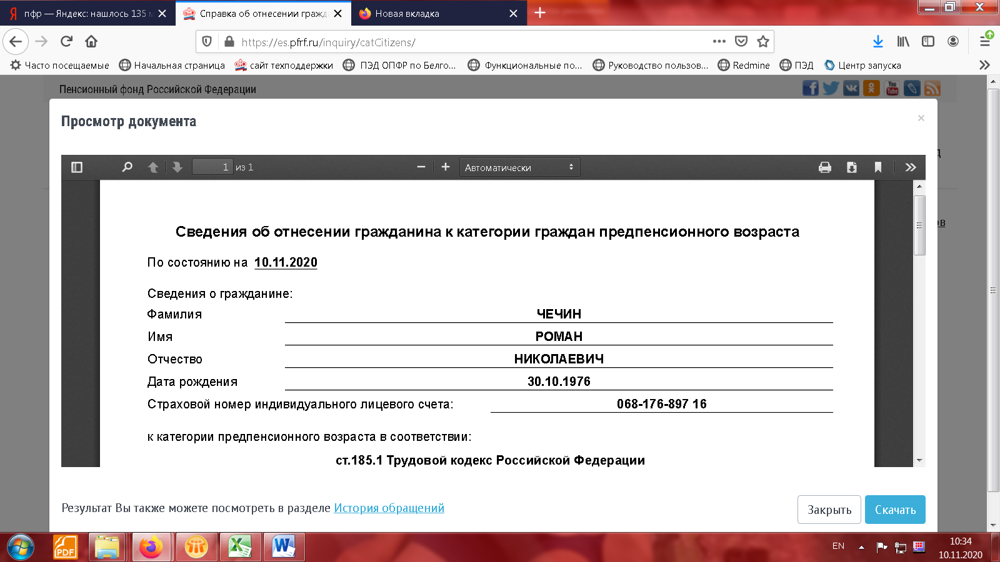 пфр — Яндекс: нашлось 135 м
Справка об отнесении гражд
Новая вкладка
https://es.pfrf.ru/inquiry/catCitizens/
Часто посещаемые
Начальная страница
сайт техподдержки
ПЭД ОПФР по Белго...
Функциональные по...
Руководство пользов...
Redmine
ПЭД
Центр запуска
Пенсионный фонд Российской Федерации
Просмотр документа
1 из 1
Автоматически
Сведения об отнесении гражданина к категории граждан предпенсионного возраста
По состоянию на 10.11.2020
Сведения о гражданине:
Фамилия ЧЕЧИН
Имя РОМАН
Отчество НИКОЛАЕВИЧ
Дата рождения 30.10.1976
Страховой номер индивидуального лицевого счета: 068-176-897 16
к категории предпенсионного возраста в соответствии:
ст.185.1 Трудовой кодекс Российской Федерации
Результат Вы также можете посмотреть в разделе История обращений
Закрыть
Скачать
PDF
EN
10:34
10.11.2020